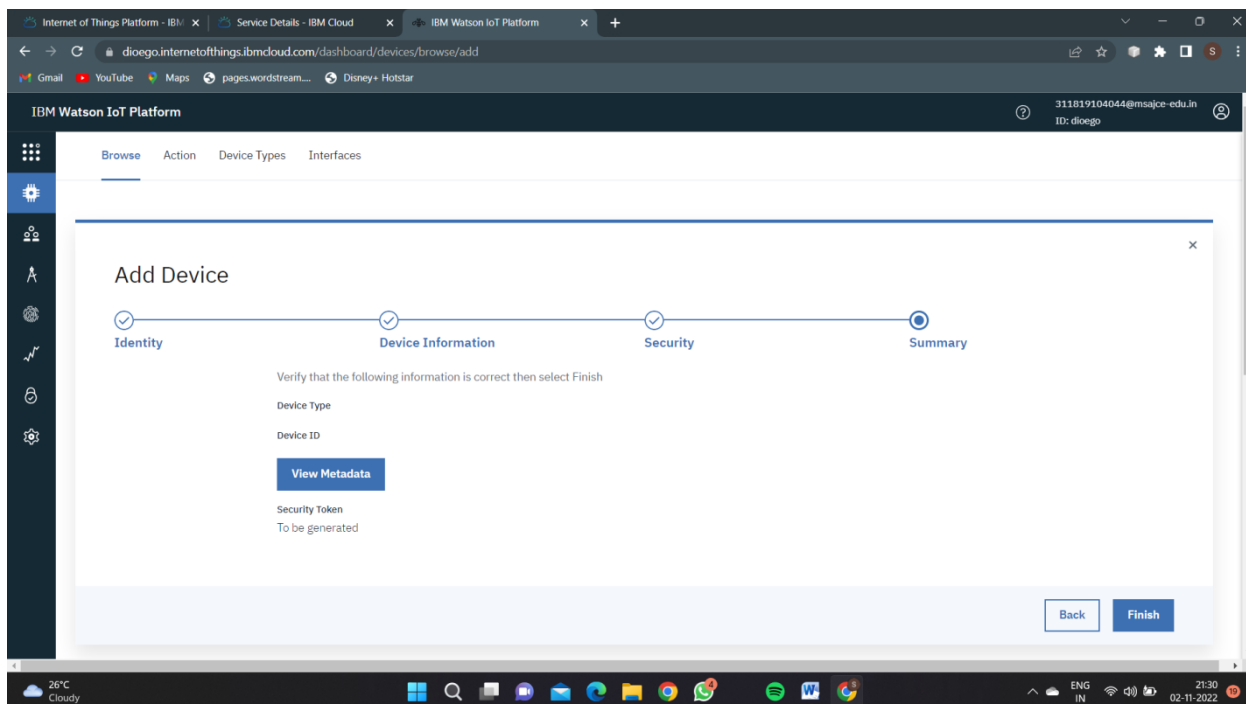 Internet of Things Platform - IBM
Service Details - IBM Cloud
IBM Watson IoT Platform
dioego.internetofthings.ibmcloud.com/dashboard/devices/browse/add
S
Gmail
YouTube
Maps
pages.wordstream....
Disney+ Hotstar
IBM Watson IoT Platform
311819104044@msajce-edu.in
ID: dioego
Browse
Action
Device Types
Interfaces
Add Device
Identity
Device Information
Security
Summary
Verify that the following information is correct then select Finish
Device Type
Device ID
View Metadata
Security Token
To be generated
Back
Finish
26°C
Cloudy
4
W
S
ENG
IN
21:30
02-11-2022
19